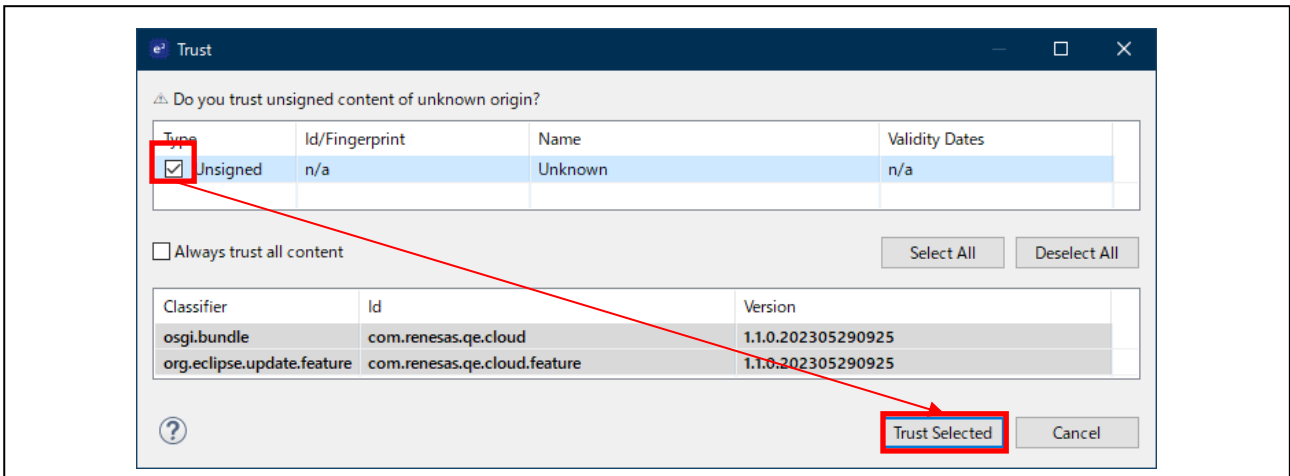 e² Trust
⚠ Do you trust unsigned content of unknown origin?
Type Id/Fingerprint Name Validity Dates
Unsigned n/a Unknown n/a
Always trust all content Select All Deselect All
Classifier Id Version
osgi.bundle com.renesas.qe.cloud 1.1.0.202305290925
org.eclipse.update.feature com.renesas.qe.cloud.feature 1.1.0.202305290925
? Trust Selected Cancel